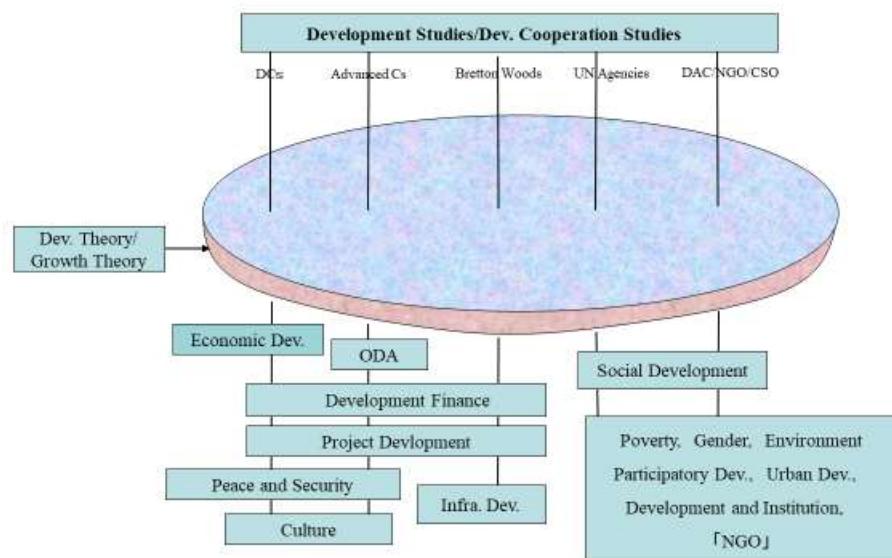 Development Studies/Dev. Cooperation Studies
DCs
Advanced Cs
Bretton Woods
UN Agencies
DAC/NGO/CSO
Dev. Theory/
Growth Theory
Economic Dev.
ODA
Social Development
Development Finance
Project Devlopment
Peace and Security
Infra. Dev.
Culture
Poverty, Gender, Environment
Participatory Dev., Urban Dev.,
Development and Institution,
「NGO」